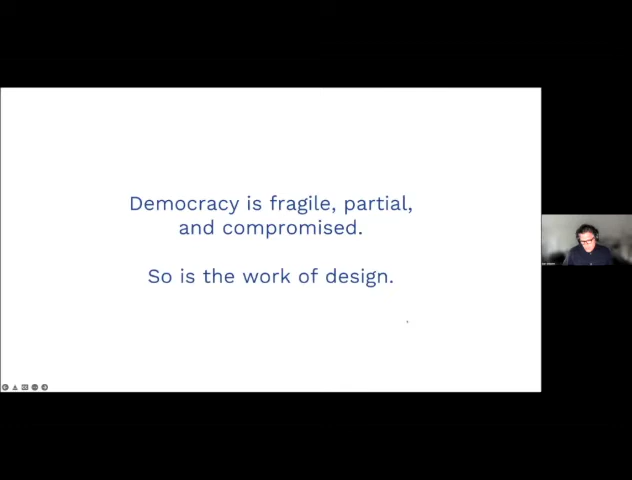 Democracy is fragile, partial,
and compromised.
So is the work of design.